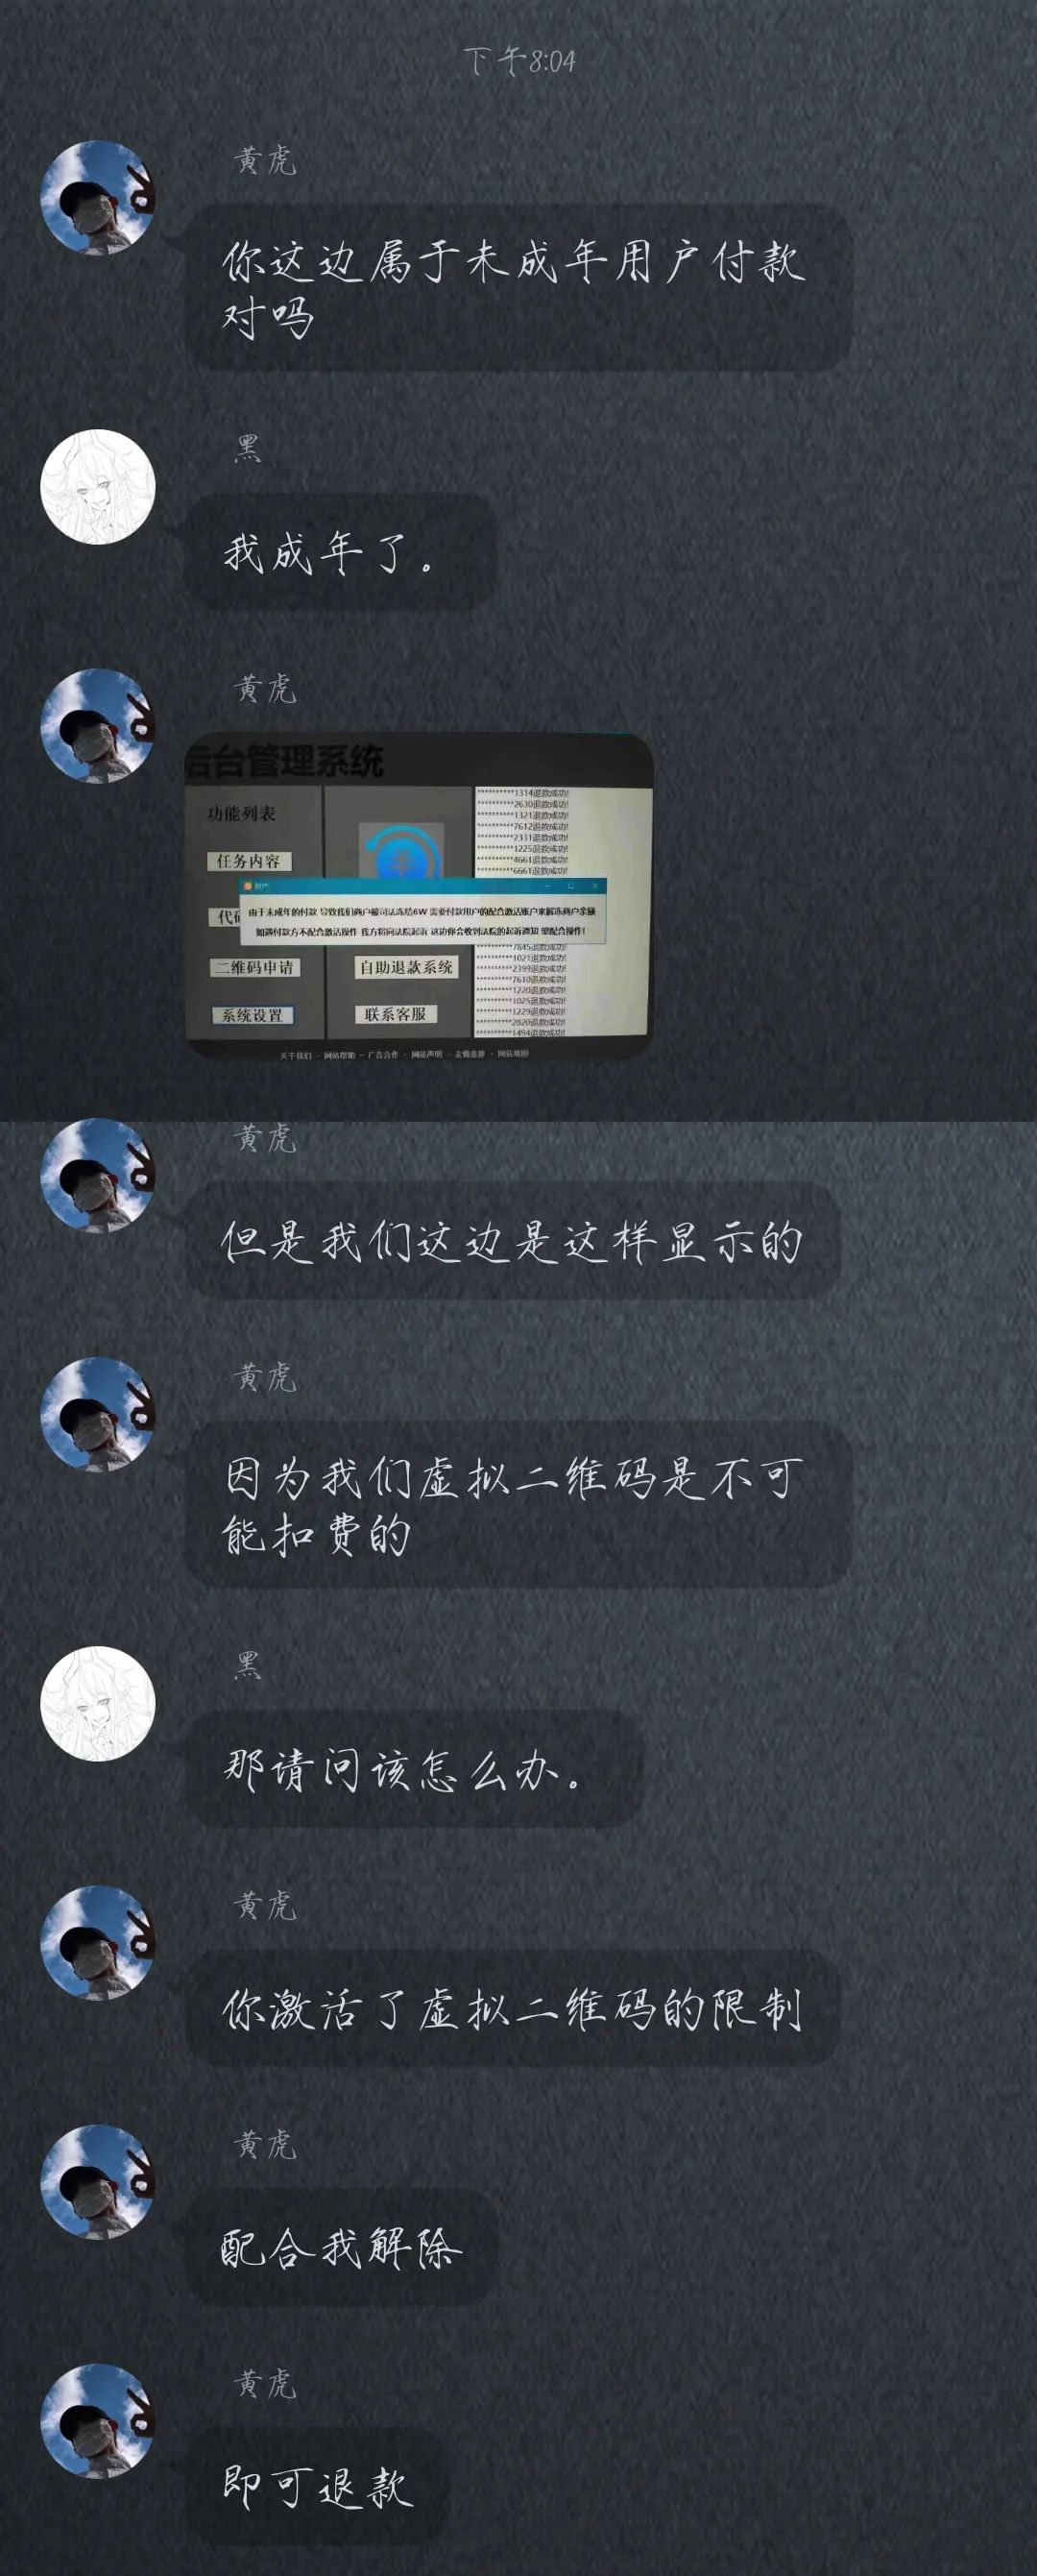 下午8:04
黄虎
你这边属于未成年用户付款
对吗
黑
我成年了。
黄虎
后台管理系统
功能列表
任务内容
代码
二维码申请
系统设置
自助退款系统
联系客服
由于未成年的付款 导致我们商户被司法冻结6W 需要付款用户的配合激活账户来解冻商户余额
如遇付款方不配合激活操作 我方将向法院起诉 这边你会收到法院的起诉通知 望配合操作!
**********1314退款成功!
**********2630退款成功!
**********1321退款成功!
**********7612退款成功!
**********2331退款成功!
**********1225退款成功!
**********4661退款成功!
**********6661退款成功!
**********7845退款成功!
**********1021退款成功!
**********2399退款成功!
**********7610退款成功!
**********1220退款成功!
**********1025退款成功!
**********1229退款成功!
**********2820退款成功!
**********1494退款成功!
关于我们 - 网站帮助 - 广告合作 - 网站声明 - 友情连接 - 网站地图
黄虎
但是我们这边是这样显示的
黄虎
因为我们虚拟二维码是不可
能扣费的
黑
那请问该怎么办。
黄虎
你激活了虚拟二维码的限制
黄虎
配合我解除
黄虎
即可退款